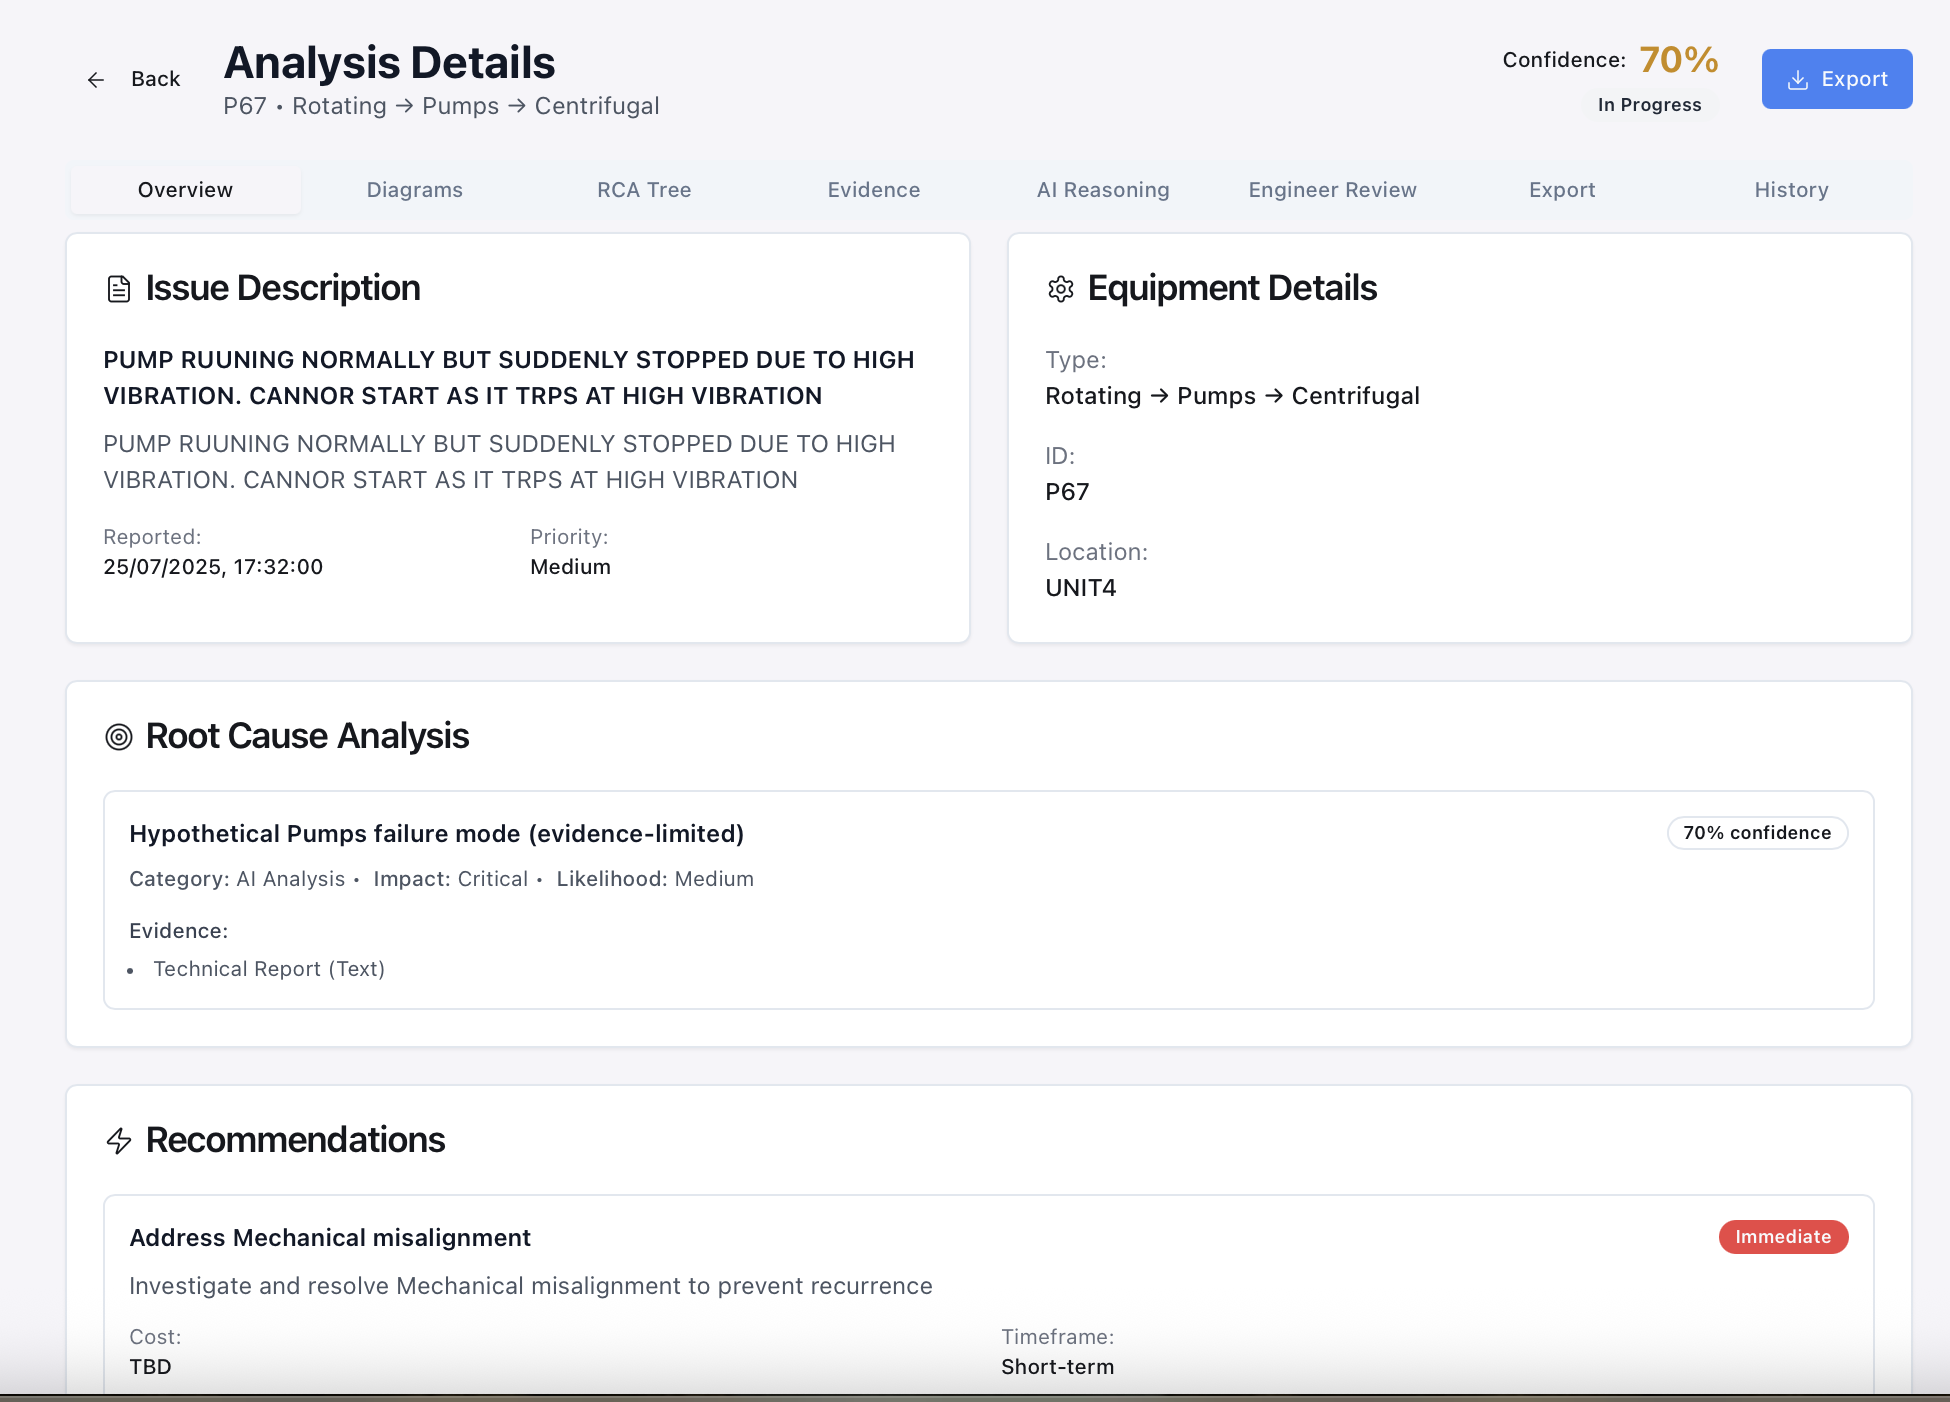 Back
Analysis Details
P67 • Rotating → Pumps → Centrifugal
Confidence: 70%
In Progress
Export
Overview
Diagrams
RCA Tree
Evidence
AI Reasoning
Engineer Review
Export
History
Issue Description
PUMP RUUNING NORMALLY BUT SUDDENLY STOPPED DUE TO HIGH
VIBRATION. CANNOR START AS IT TRPS AT HIGH VIBRATION
PUMP RUUNING NORMALLY BUT SUDDENLY STOPPED DUE TO HIGH
VIBRATION. CANNOR START AS IT TRPS AT HIGH VIBRATION
Reported:
25/07/2025, 17:32:00
Priority:
Medium
Equipment Details
Type:
Rotating → Pumps → Centrifugal
ID:
P67
Location:
UNIT4
Root Cause Analysis
Hypothetical Pumps failure mode (evidence-limited)
70% confidence
Category: AI Analysis • Impact: Critical • Likelihood: Medium
Evidence:
• Technical Report (Text)
Recommendations
Address Mechanical misalignment
Immediate
Investigate and resolve Mechanical misalignment to prevent recurrence
Cost:
TBD
Timeframe:
Short-term